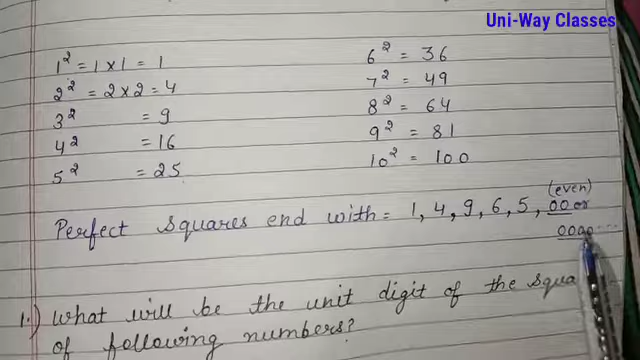 Uni-Way Classes
1² = 1 × 1 = 1
2² = 2 × 2 = 4
3² = 9
4² = 16
5² = 25
6² = 36
7² = 49
8² = 64
9² = 81
10² = 100
(even)
Perfect squares end with = 1, 4, 9, 6, 5, 00 or
0000 ....
1.) What will be the unit digit of the squa
of following numbers?